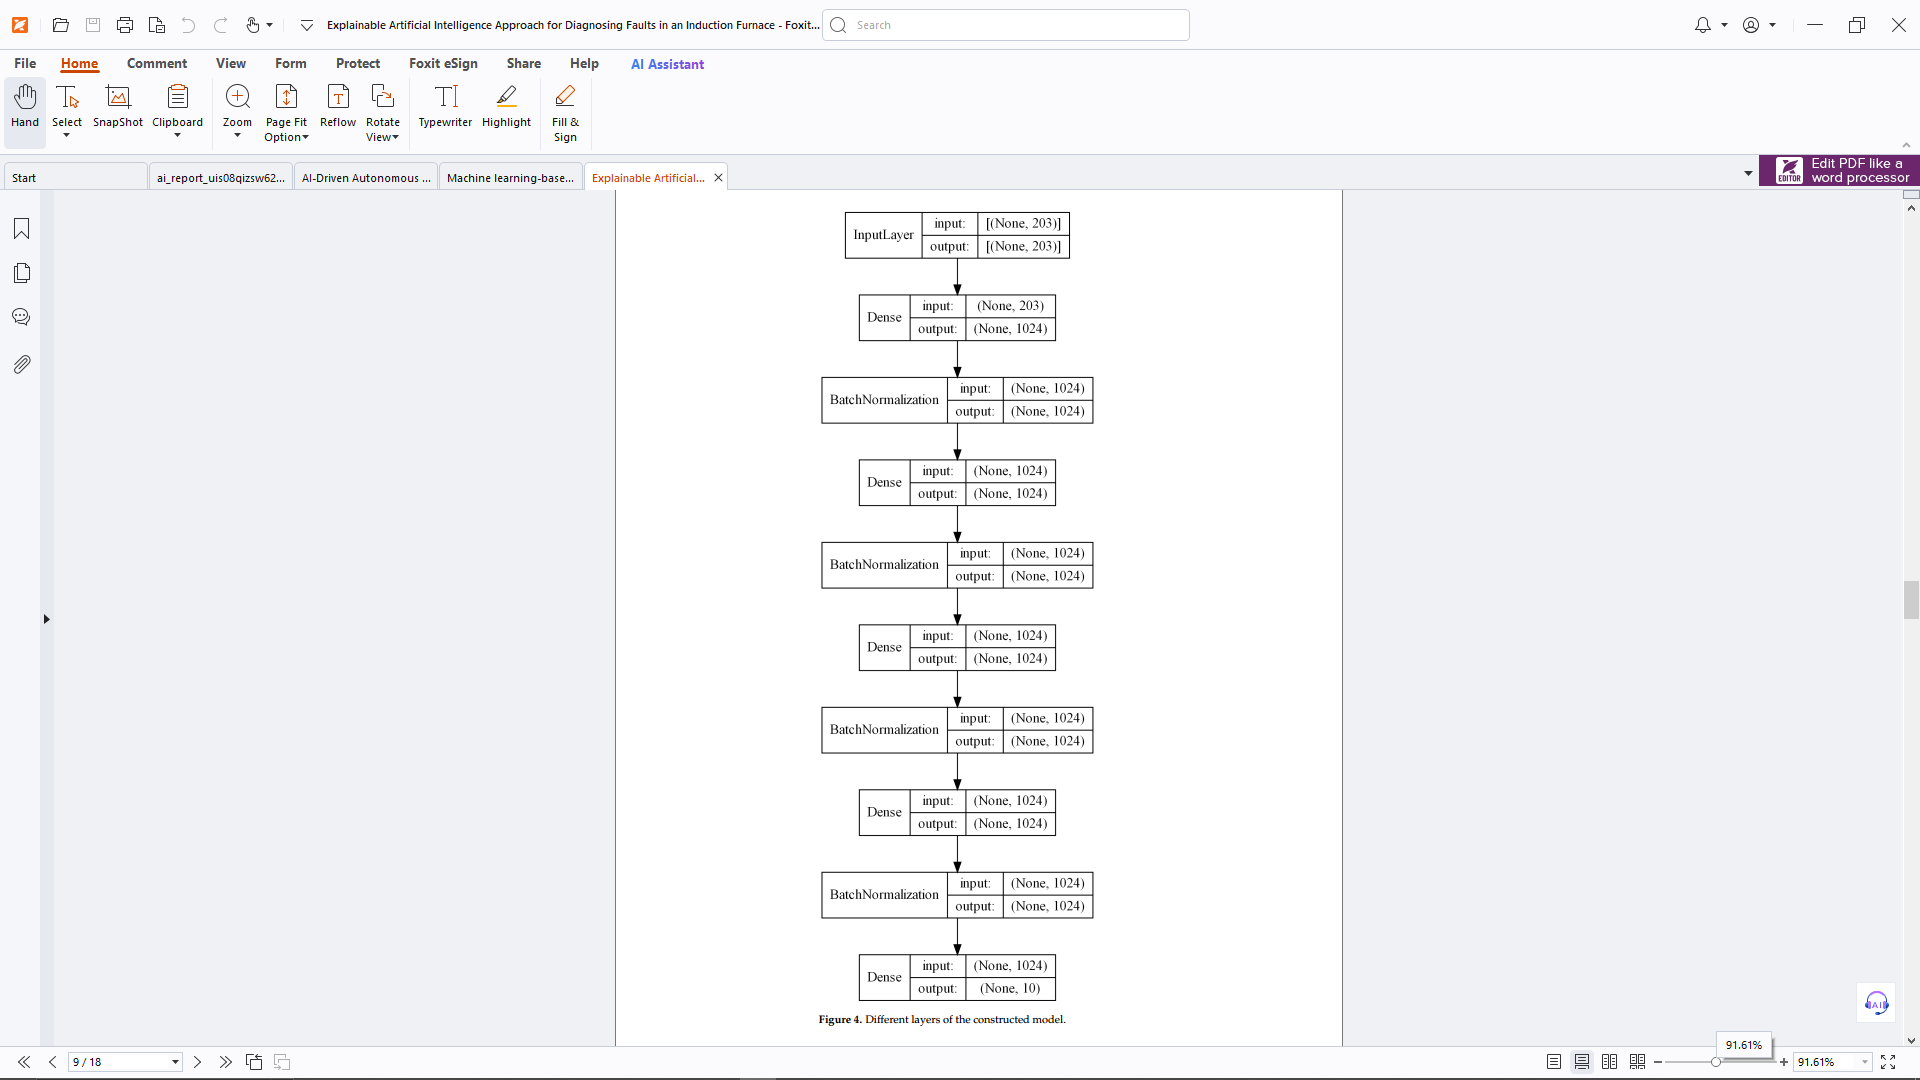 Explainable Artificial Intelligence Approach for Diagnosing Faults in an Induction Furnace - Foxit...
Search
File
Home
Comment
View
Form
Protect
Foxit eSign
Share
Help
AI Assistant
Hand
Select
SnapShot
Clipboard
Zoom
Page Fit
Option
Reflow
Rotate
View
Typewriter
Highlight
Fill &
Sign
Start
ai_report_uis08qizsw62...
AI-Driven Autonomous ...
Machine learning-base...
Explainable Artificial...
EDITOR
Edit PDF like a
word processor
InputLayer
input: [(None, 203)]
output: [(None, 203)]
Dense
input: (None, 203)
output: (None, 1024)
BatchNormalization
input: (None, 1024)
output: (None, 1024)
Dense
input: (None, 1024)
output: (None, 1024)
BatchNormalization
input: (None, 1024)
output: (None, 1024)
Dense
input: (None, 1024)
output: (None, 1024)
BatchNormalization
input: (None, 1024)
output: (None, 1024)
Dense
input: (None, 1024)
output: (None, 1024)
BatchNormalization
input: (None, 1024)
output: (None, 1024)
Dense
input: (None, 1024)
output: (None, 10)
Figure 4. Different layers of the constructed model.
AI
91.61%
9 / 18
91.61%